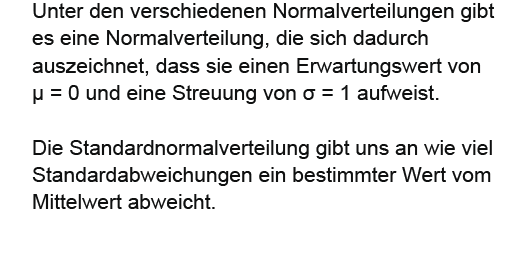 Unter den verschiedenen Normalverteilungen gibt
es eine Normalverteilung, die sich dadurch
auszeichnet, dass sie einen Erwartungswert von
μ = 0 und eine Streuung von σ = 1 aufweist.
Die Standardnormalverteilung gibt uns an wie viel
Standardabweichungen ein bestimmter Wert vom
Mittelwert abweicht.